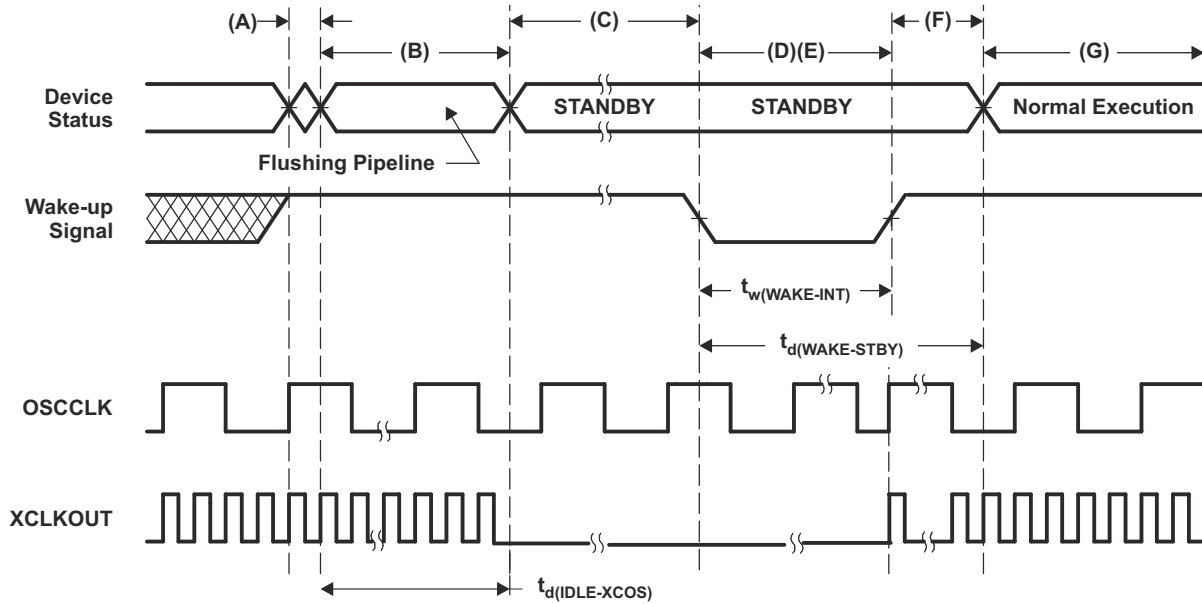 (A)
(B)
(C)
(D)(E)
(F)
(G)
Device
Status
STANDBY
STANDBY
Normal Execution
Flushing Pipeline
Wake-up
Signal
tw(WAKE-INT)
td(WAKE-STBY)
OSCCLK
XCLKOUT
td(IDLE-XCOS)